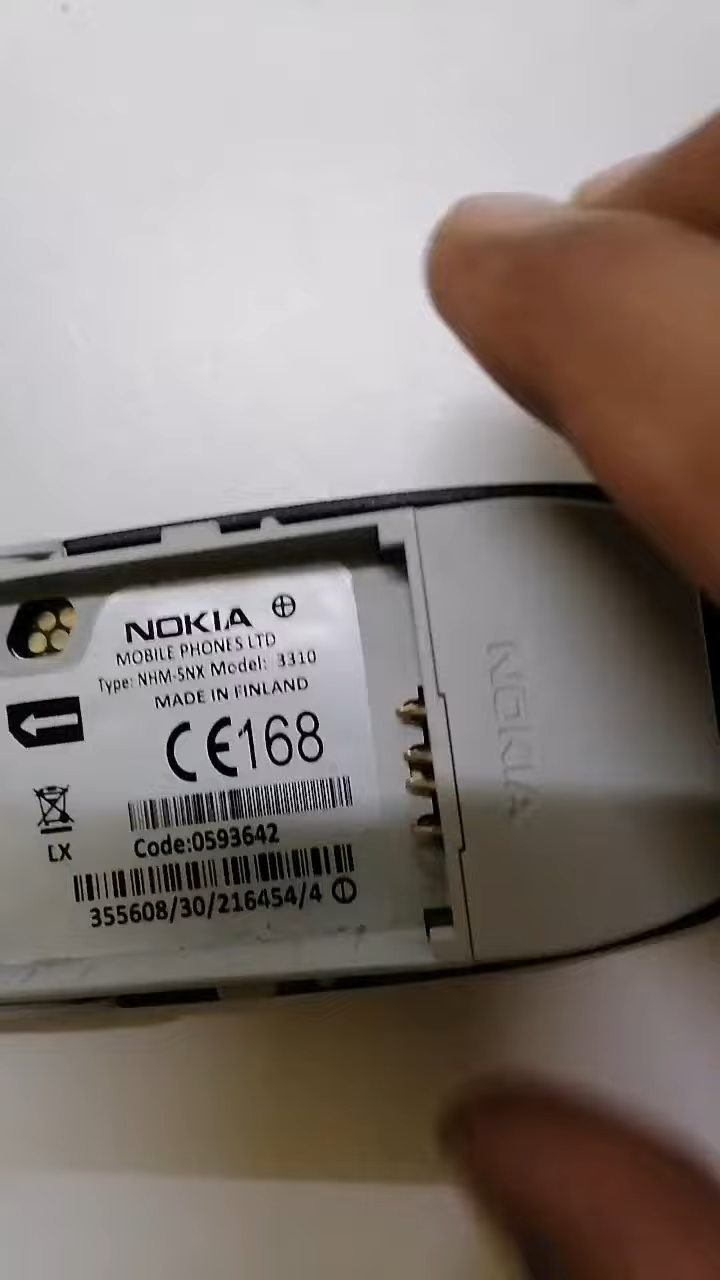 NOKIA
MOBILE PHONES LTD
Type: NHM-5NX Model: 3310
MADE IN FINLAND
CE168
LX
Code:0593642
355608/30/216454/4
NOKIA